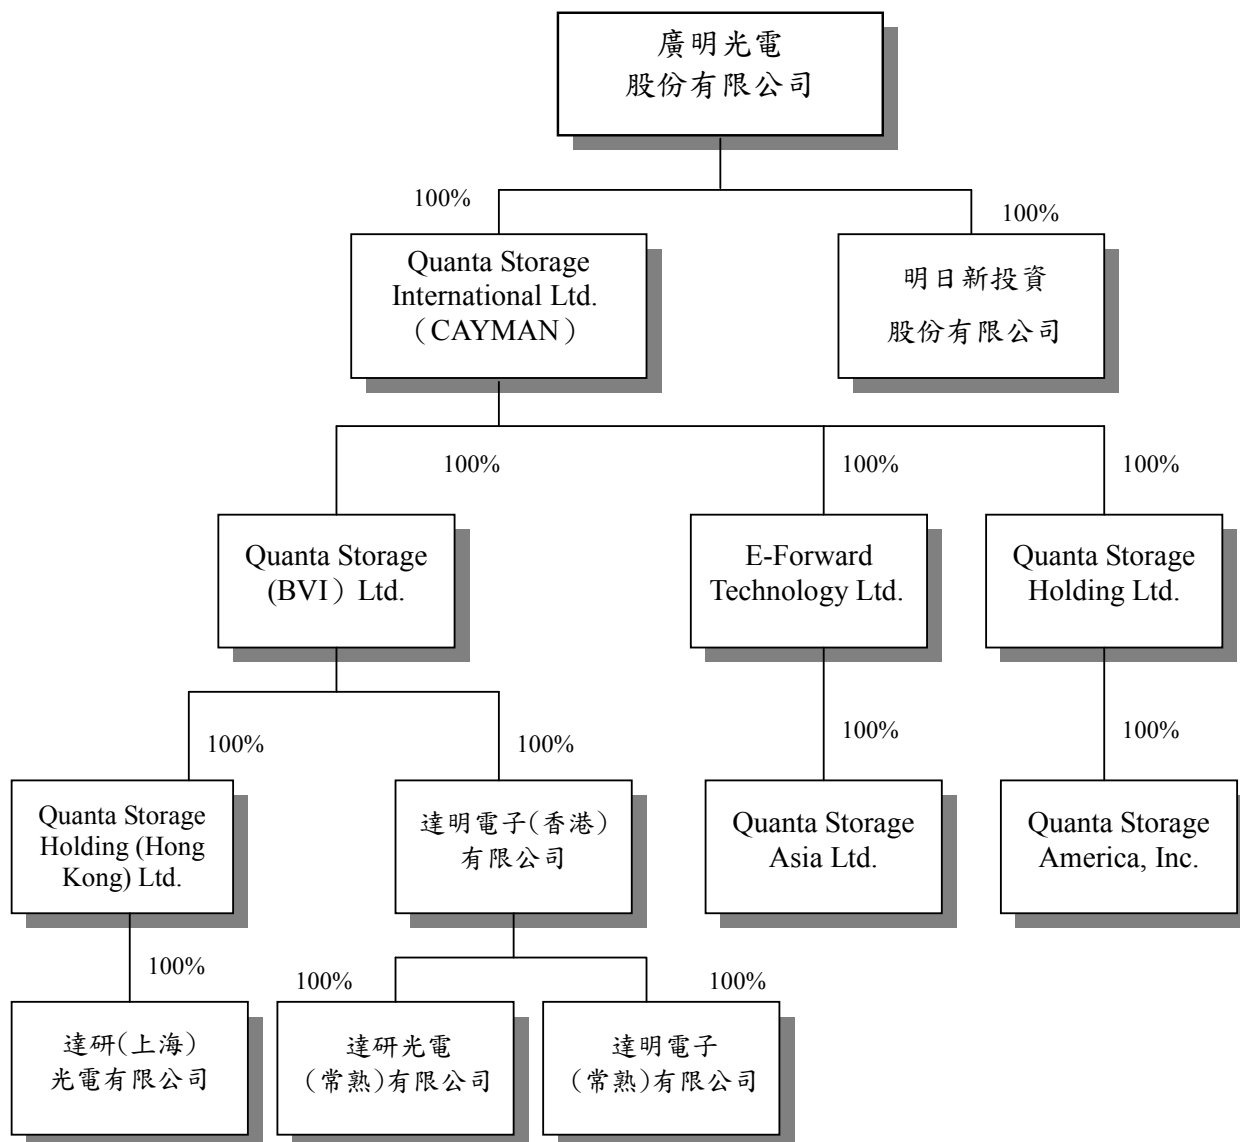 廣明光電
股份有限公司
100%
100%
Quanta Storage
International Ltd.
（CAYMAN）
明日新投資
股份有限公司
100%
100%
100%
Quanta Storage
(BVI）Ltd.
E-Forward
Technology Ltd.
Quanta Storage
Holding Ltd.
100%
100%
100%
100%
Quanta Storage
Holding (Hong
Kong) Ltd.
達明電子(香港)
有限公司
Quanta Storage
Asia Ltd.
Quanta Storage
America, Inc.
100%
100%
100%
達研(上海)
光電有限公司
達研光電
(常熟)有限公司
達明電子
(常熟)有限公司